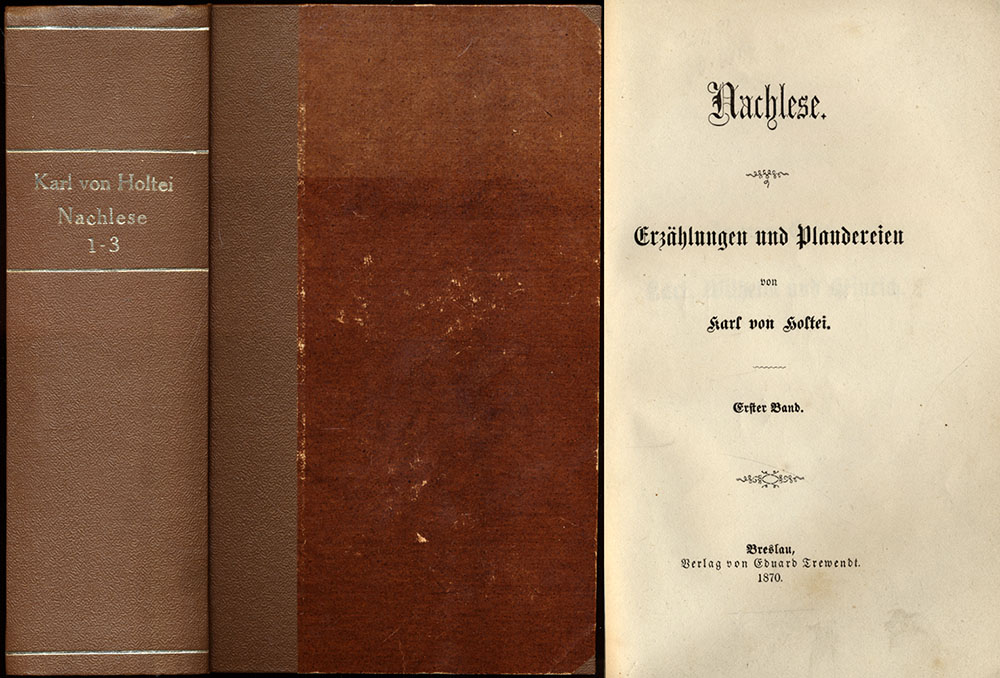 Karl von Holtei
Nachlese
1-3
Nachlese.
Erzählungen und Plaudereien
von
Karl von Holtei.
Erster Band.
Breslau,
Verlag von Eduard Trewendt.
1870.